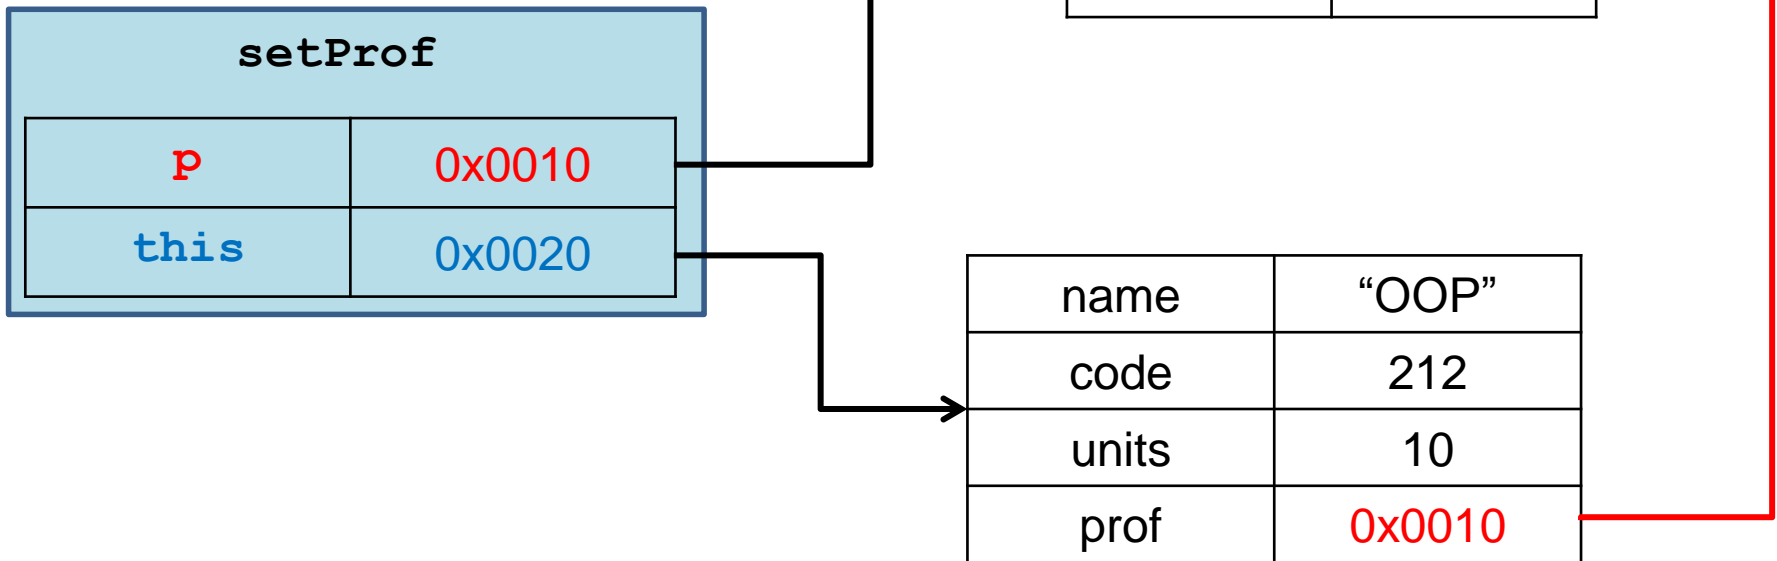 setProf
p 0x0010
this 0x0020
name “OOP”
code 212
units 10
prof 0x0010